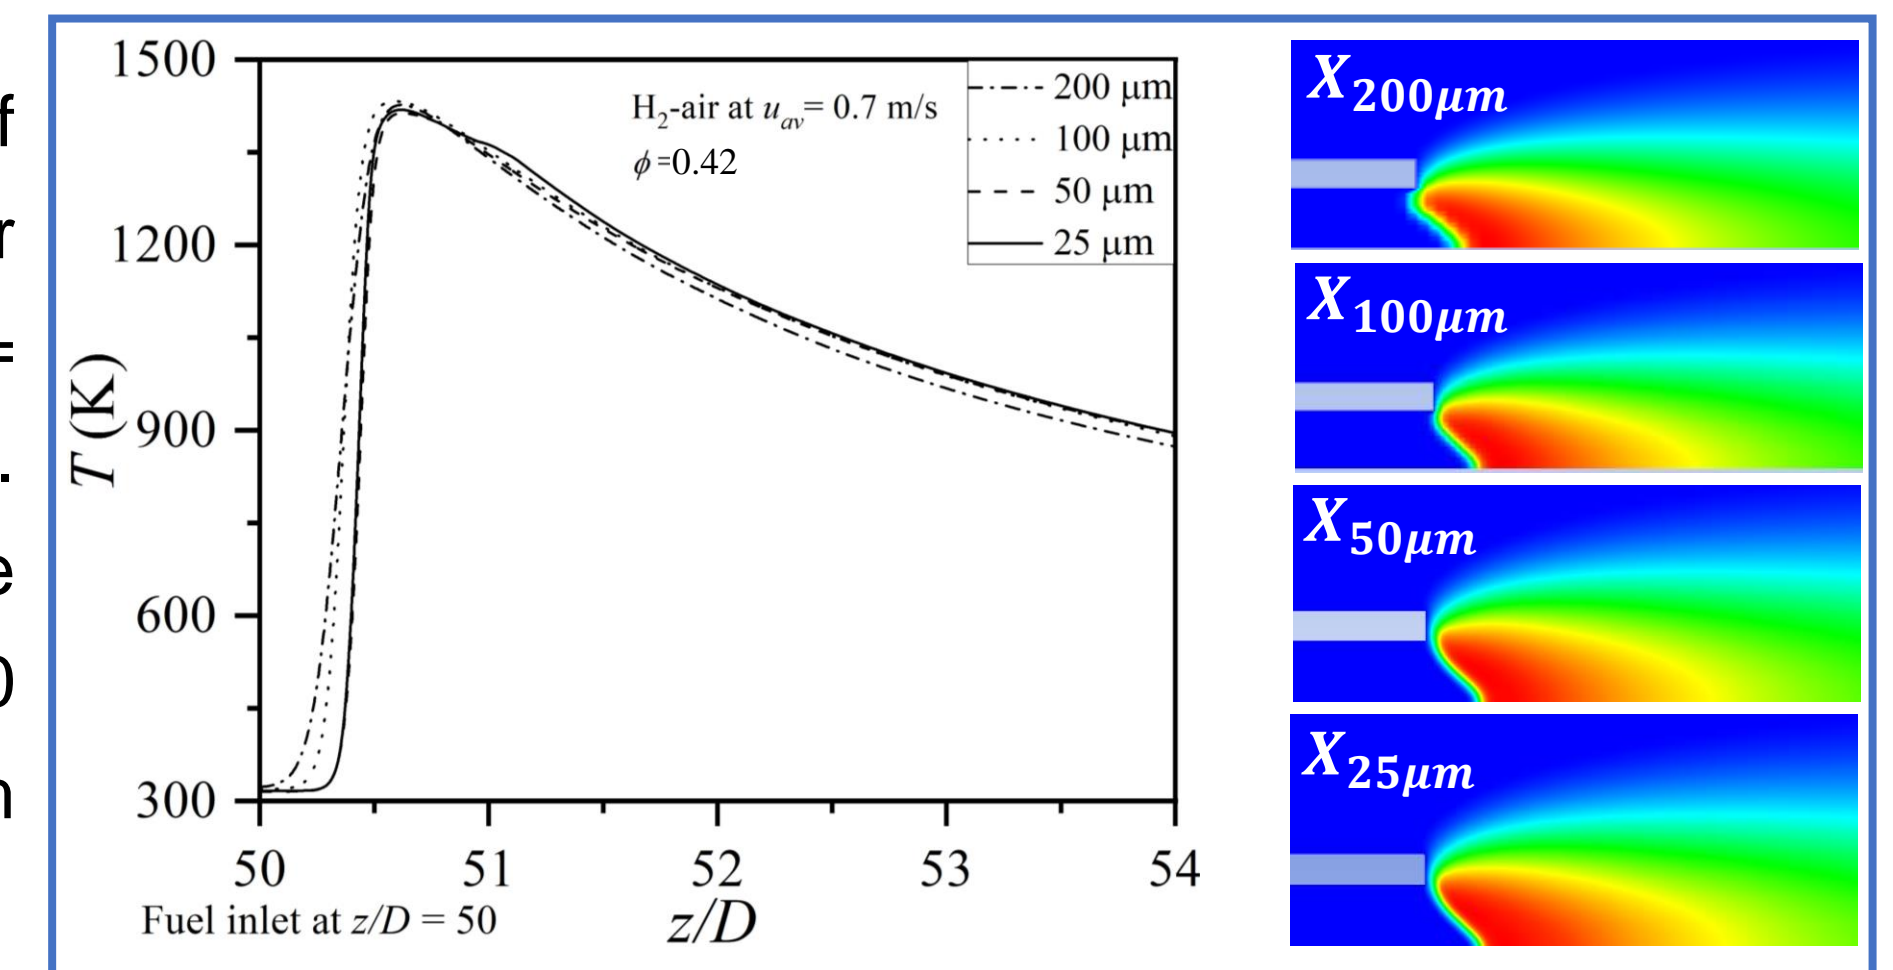 1500
1200
900
600
300
T (K)
H₂-air at uₐᵥ= 0.7 m/s
ϕ=0.42
200 μm
100 μm
50 μm
25 μm
50 51 52 53 54
Fuel inlet at z/D = 50
z/D
X₂₀₀μm
X₁₀₀μm
X₅₀μm
X₂₅μm